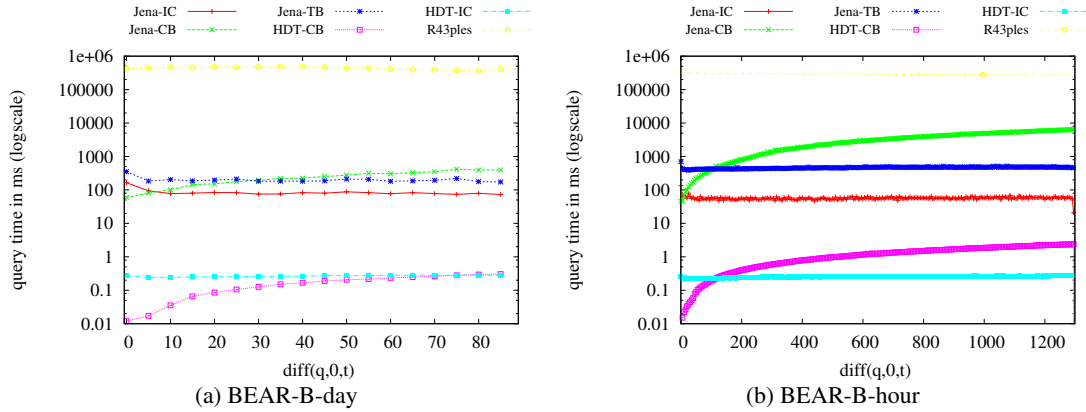 Jena-IC Jena-TB HDT-IC
Jena-CB HDT-CB R43ples
query time in ms (logscale)
1e+06
100000
10000
1000
100
10
1
0.1
0.01
0 10 20 30 40 50 60 70 80
diff(q,0,t)
(a) BEAR-B-day
Jena-IC Jena-TB HDT-IC
Jena-CB HDT-CB R43ples
query time in ms (logscale)
1e+06
100000
10000
1000
100
10
1
0.1
0.01
0 200 400 600 800 1000 1200
diff(q,0,t)
(b) BEAR-B-hour